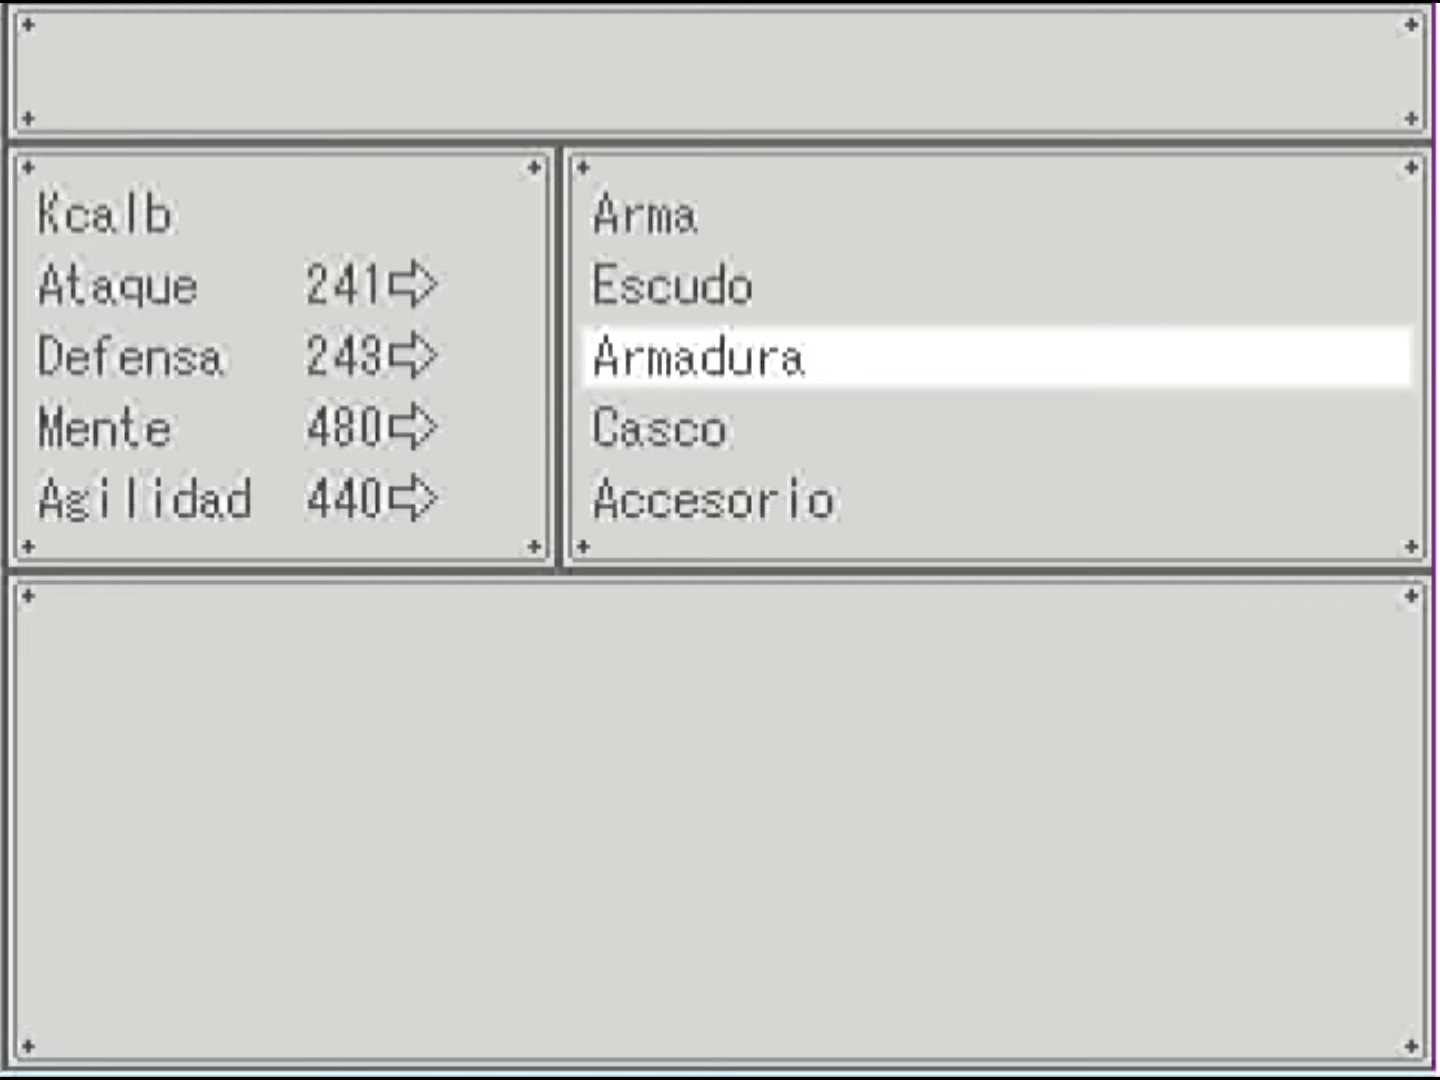 Kcalb
Ataque 241⇨
Defensa 243⇨
Mente 480⇨
Agilidad 440⇨
Arma
Escudo
Armadura
Casco
Accesorio